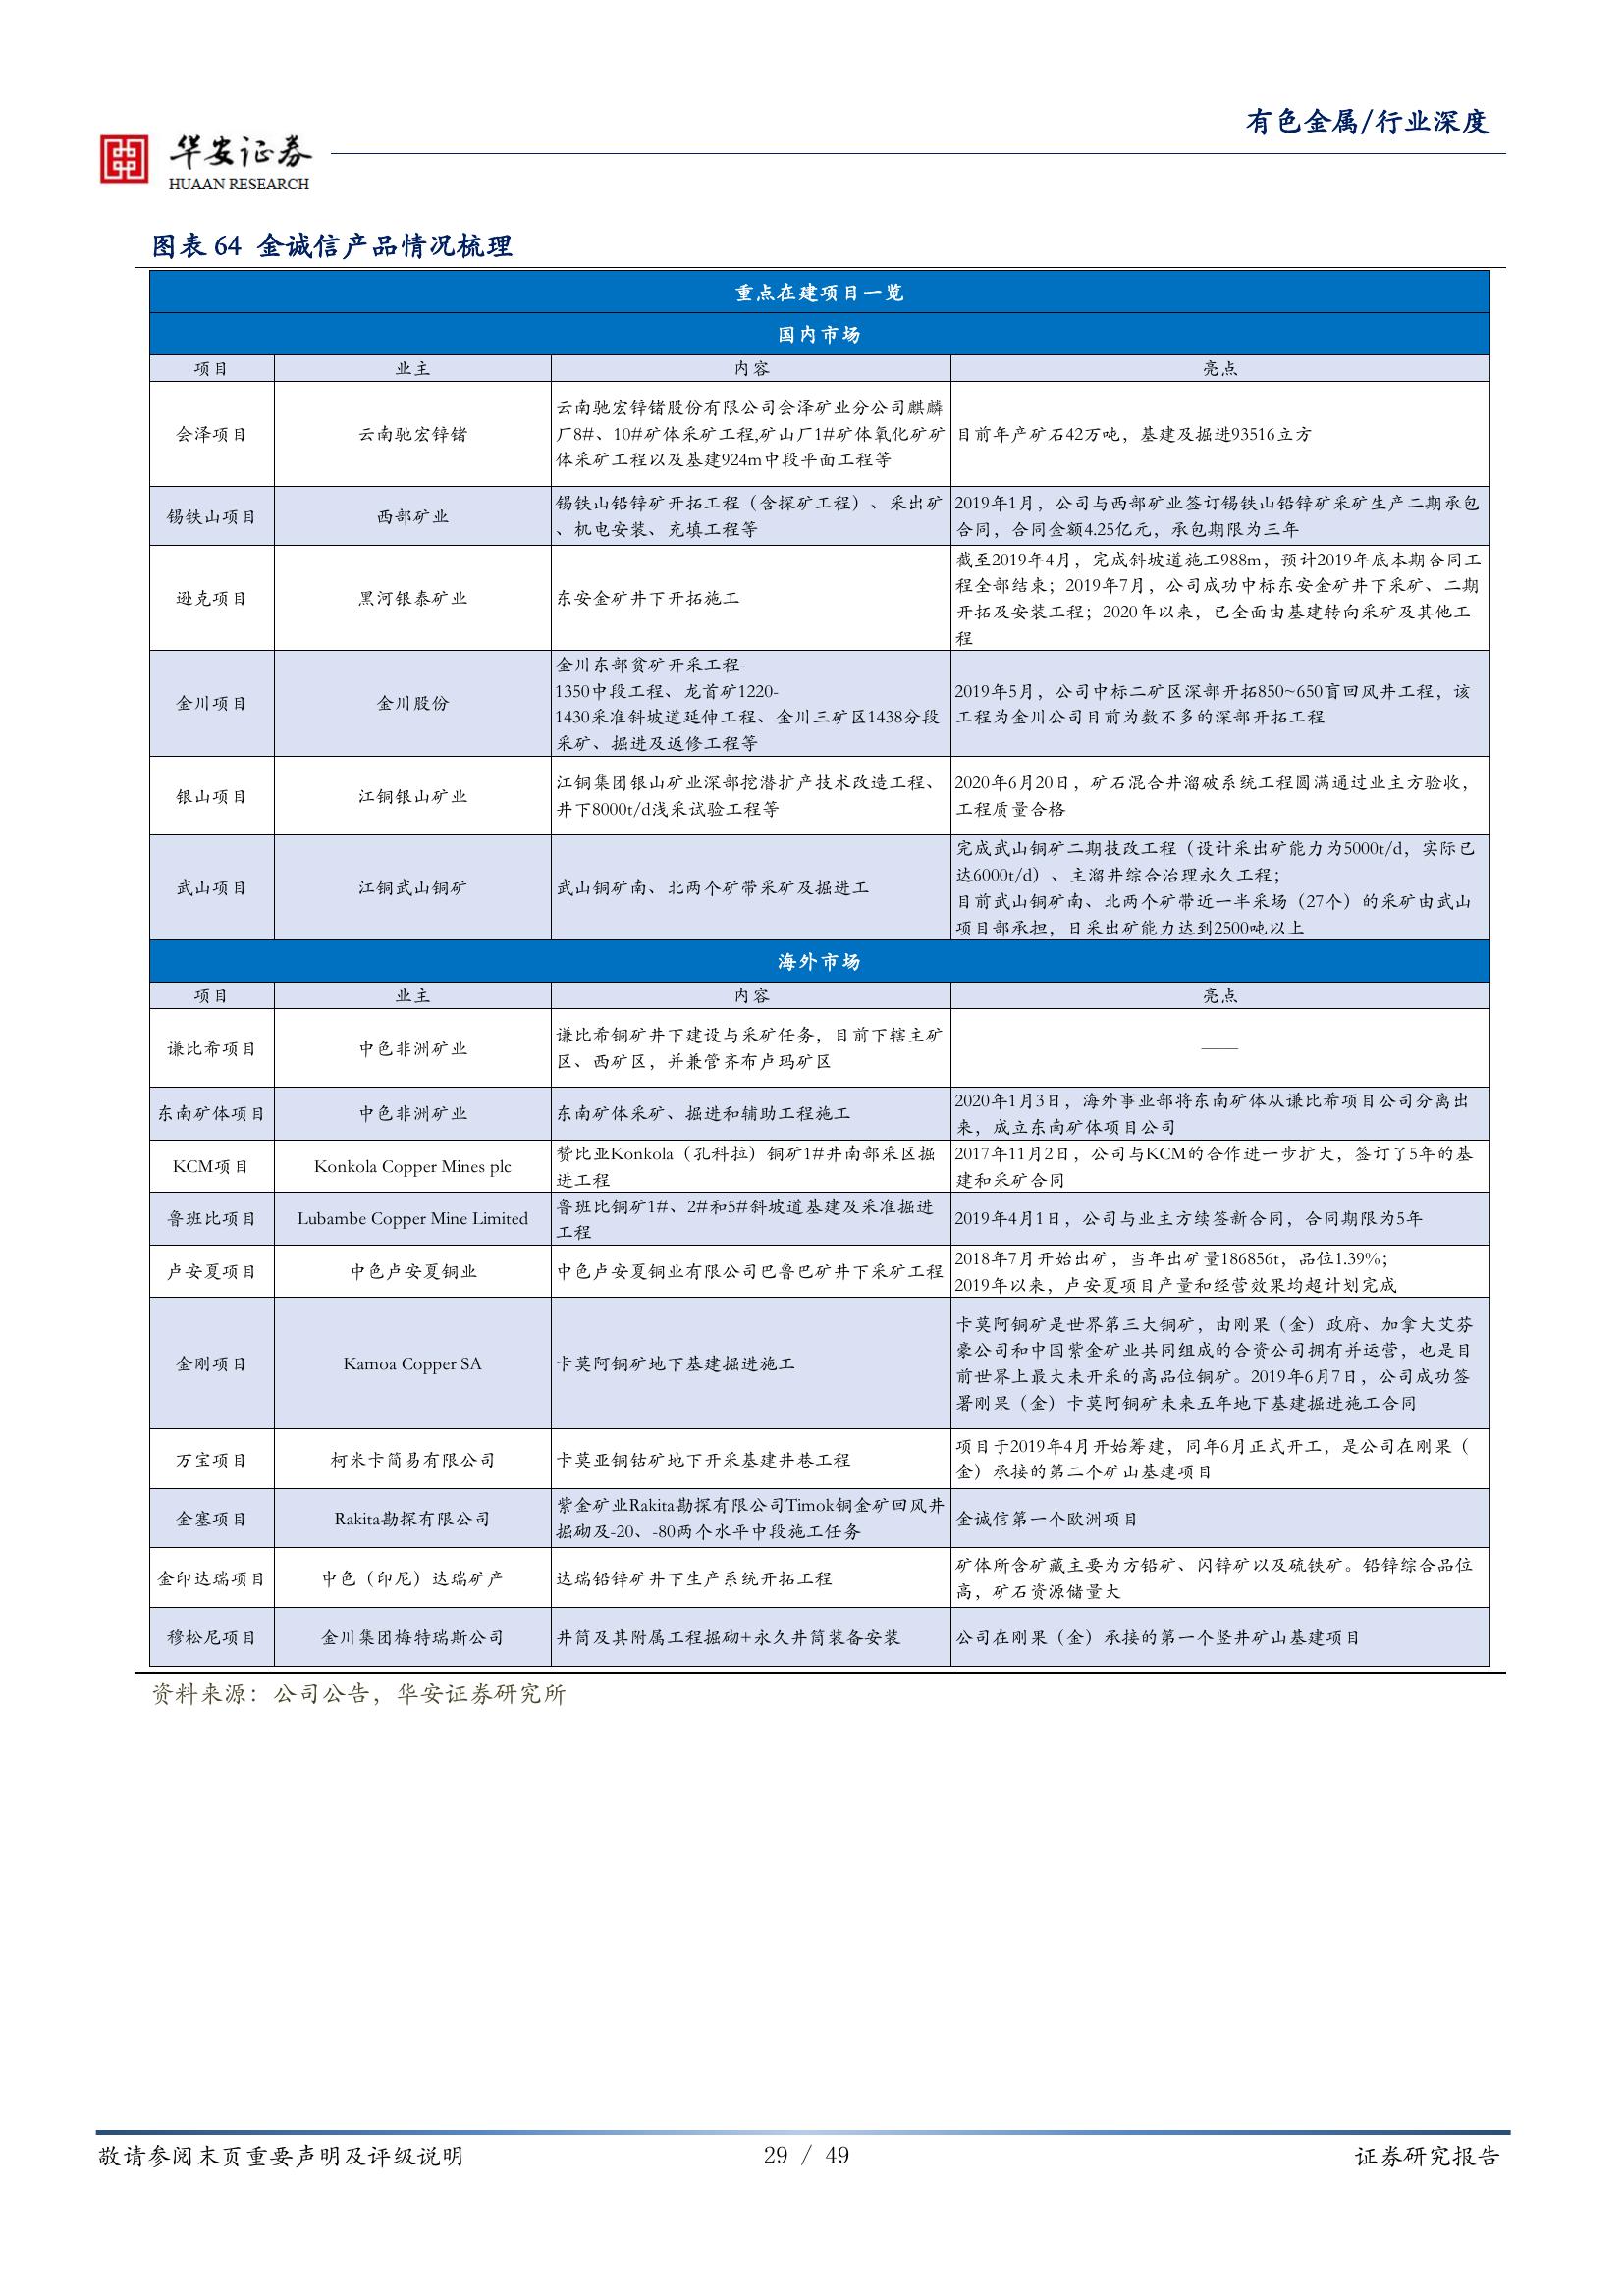 有色金属/行业深度
华安证券
HUAAN RESEARCH
图表 64 金诚信产品情况梳理
重点在建项目一览
国内市场
项目 业主 内容 亮点
会泽项目 云南驰宏锌锗
云南驰宏锌锗股份有限公司会泽矿业分公司麒麟
厂8#、10#矿体采矿工程,矿山厂1#矿体氧化矿矿
体采矿工程以及基建924m中段平面工程等
目前年产矿石42万吨，基建及掘进93516立方
锡铁山项目 西部矿业
锡铁山铅锌矿开拓工程（含探矿工程）、采出矿
、机电安装、充填工程等
2019年1月，公司与西部矿业签订锡铁山铅锌矿采矿生产二期承包
合同，合同金额4.25亿元，承包期限为三年
逊克项目 黑河银泰矿业
东安金矿井下开拓施工
截至2019年4月，完成斜坡道施工988m，预计2019年底本期合同工
程全部结束；2019年7月，公司成功中标东安金矿井下采矿、二期
开拓及安装工程；2020年以来，已全面由基建转向采矿及其他工
程
金川项目 金川股份
金川东部贫矿开采工程-
1350中段工程、龙首矿1220-
1430采准斜坡道延伸工程、金川三矿区1438分段
采矿、掘进及返修工程等
2019年5月，公司中标二矿区深部开拓850~650盲回风井工程，该
工程为金川公司目前为数不多的深部开拓工程
银山项目 江铜银山矿业
江铜集团银山矿业深部挖潜扩产技术改造工程、
井下8000t/d浅采试验工程等
2020年6月20日，矿石混合井溜破系统工程圆满通过业主方验收，
工程质量合格
武山项目 江铜武山铜矿
武山铜矿南、北两个矿带采矿及掘进工
完成武山铜矿二期技改工程（设计采出矿能力为5000t/d，实际已
达6000t/d）、主溜井综合治理永久工程；
目前武山铜矿南、北两个矿带近一半采场（27个）的采矿由武山
项目部承担，日采出矿能力达到2500吨以上
海外市场
项目 业主 内容 亮点
谦比希项目 中色非洲矿业
谦比希铜矿井下建设与采矿任务，目前下辖主矿
区、西矿区，并兼管齐布卢玛矿区
——
东南矿体项目 中色非洲矿业
东南矿体采矿、掘进和辅助工程施工
2020年1月3日，海外事业部将东南矿体从谦比希项目公司分离出
来，成立东南矿体项目公司
KCM项目 Konkola Copper Mines plc
赞比亚Konkola（孔科拉）铜矿1#井南部采区掘
进工程
2017年11月2日，公司与KCM的合作进一步扩大，签订了5年的基
建和采矿合同
鲁班比项目 Lubambe Copper Mine Limited
鲁班比铜矿1#、2#和5#斜坡道基建及采准掘进
工程
2019年4月1日，公司与业主方续签新合同，合同期限为5年
卢安夏项目 中色卢安夏铜业
中色卢安夏铜业有限公司巴鲁巴矿井下采矿工程
2018年7月开始出矿，当年出矿量186856t，品位1.39%；
2019年以来，卢安夏项目产量和经营效果均超计划完成
金刚项目 Kamoa Copper SA
卡莫阿铜矿地下基建掘进施工
卡莫阿铜矿是世界第三大铜矿，由刚果（金）政府、加拿大艾芬
豪公司和中国紫金矿业共同组成的合资公司拥有并运营，也是目
前世界上最大未开采的高品位铜矿。2019年6月7日，公司成功签
署刚果（金）卡莫阿铜矿未来五年地下基建掘进施工合同
万宝项目 柯米卡简易有限公司
卡莫亚铜钴矿地下开采基建井巷工程
项目于2019年4月开始筹建，同年6月正式开工，是公司在刚果（
金）承接的第二个矿山基建项目
金塞项目 Rakita勘探有限公司
紫金矿业Rakita勘探有限公司Timok铜金矿回风井
掘砌及-20、-80两个水平中段施工任务
金诚信第一个欧洲项目
金印达瑞项目 中色（印尼）达瑞矿产
达瑞铅锌矿井下生产系统开拓工程
矿体所含矿藏主要为方铅矿、闪锌矿以及硫铁矿。铅锌综合品位
高，矿石资源储量大
穆松尼项目 金川集团梅特瑞斯公司
井筒及其附属工程掘砌+永久井筒装备安装
公司在刚果（金）承接的第一个竖井矿山基建项目
资料来源：公司公告，华安证券研究所
敬请参阅末页重要声明及评级说明 29 / 49 证券研究报告